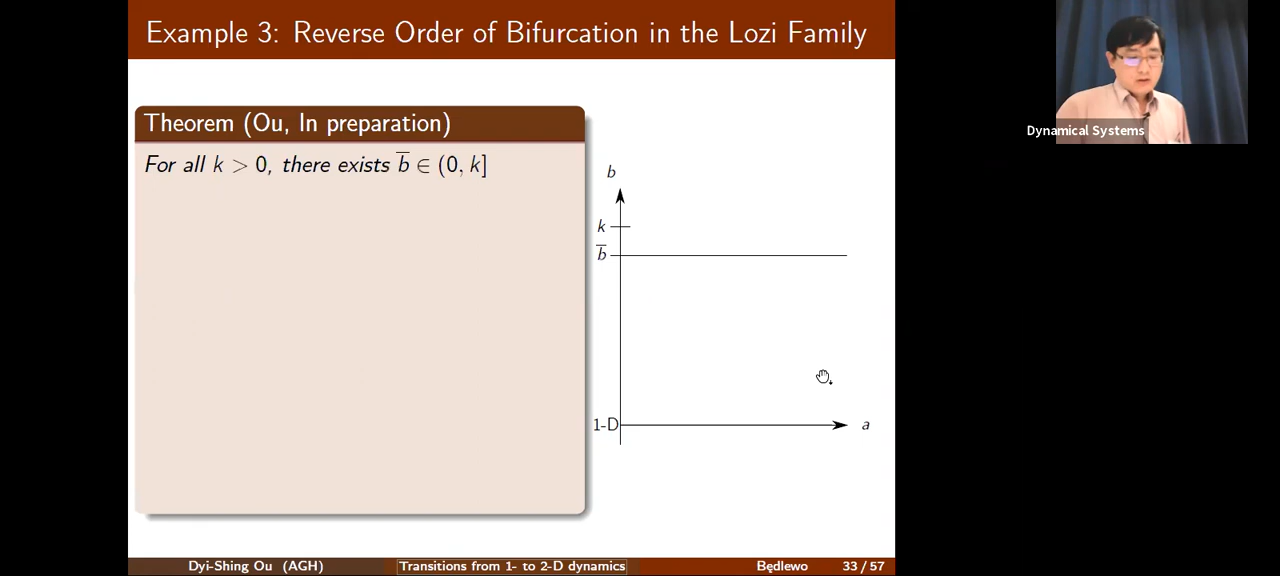 Example 3: Reverse Order of Bifurcation in the Lozi Family
Dynamical Systems
Theorem (Ou, In preparation)
For all k > 0, there exists b̅ ∈ (0, k]
b
k
b̅
1-D
a
Dyi-Shing Ou (AGH) Transitions from 1- to 2-D dynamics Będlewo 33 / 57